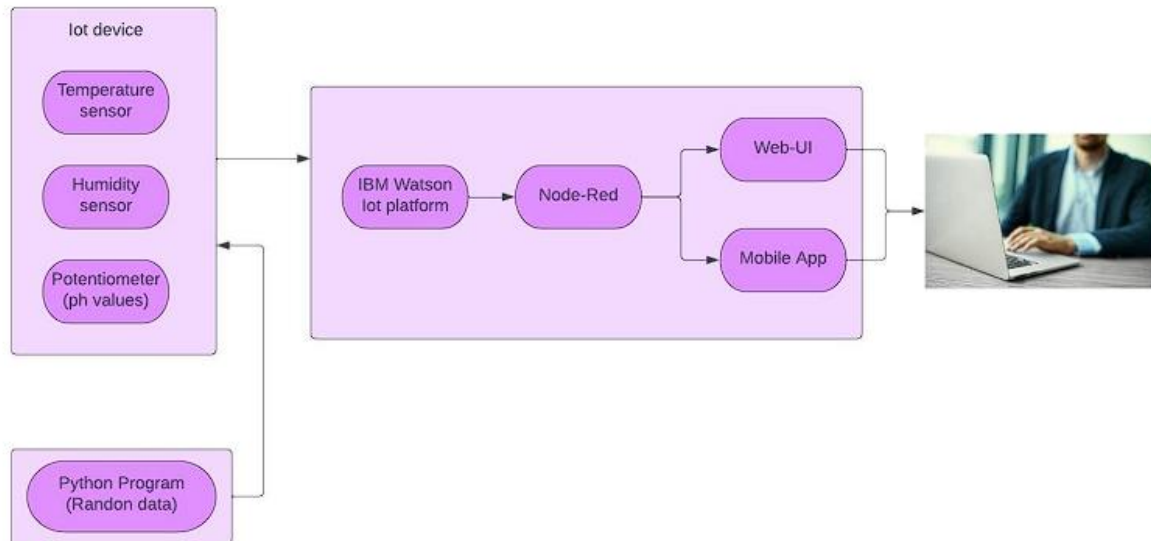 Iot device
Temperature
sensor
Humidity
sensor
Potentiometer
(ph values)
IBM Watson
Iot platform
Node-Red
Web-UI
Mobile App
Python Program
(Randon data)